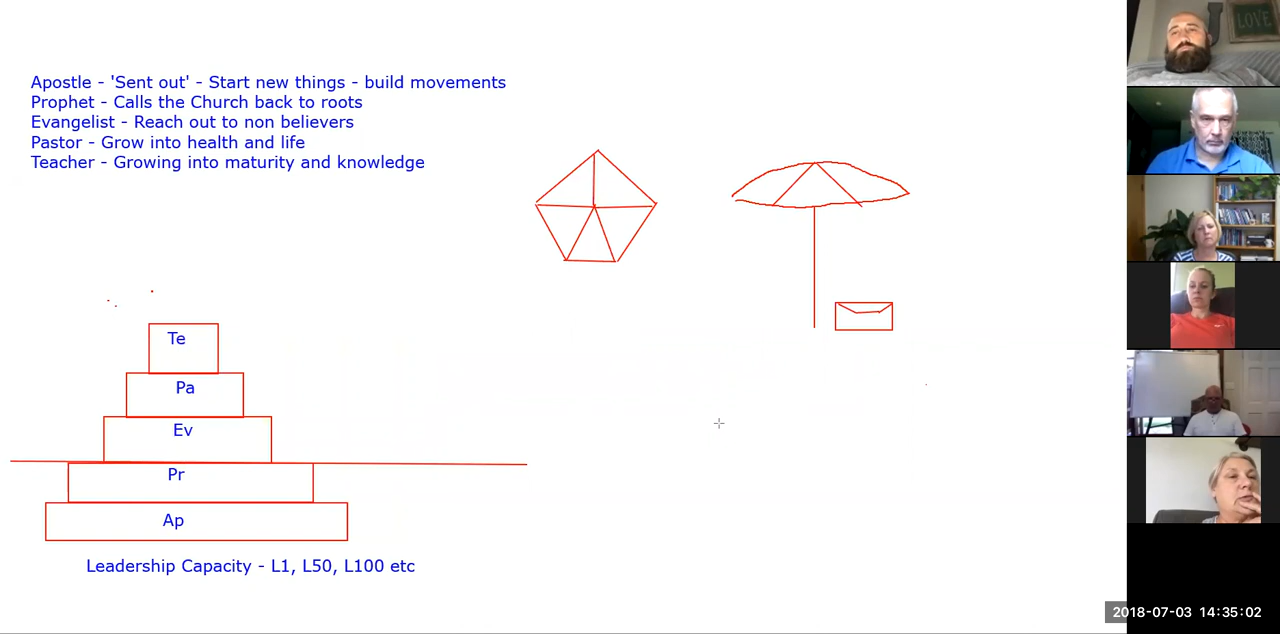 Apostle - 'Sent out' - Start new things - build movements
Prophet - Calls the Church back to roots
Evangelist - Reach out to non believers
Pastor - Grow into health and life
Teacher - Growing into maturity and knowledge
Te
Pa
Ev
Pr
Ap
Leadership Capacity - L1, L50, L100 etc
LOVE
2018-07-03 14:35:02